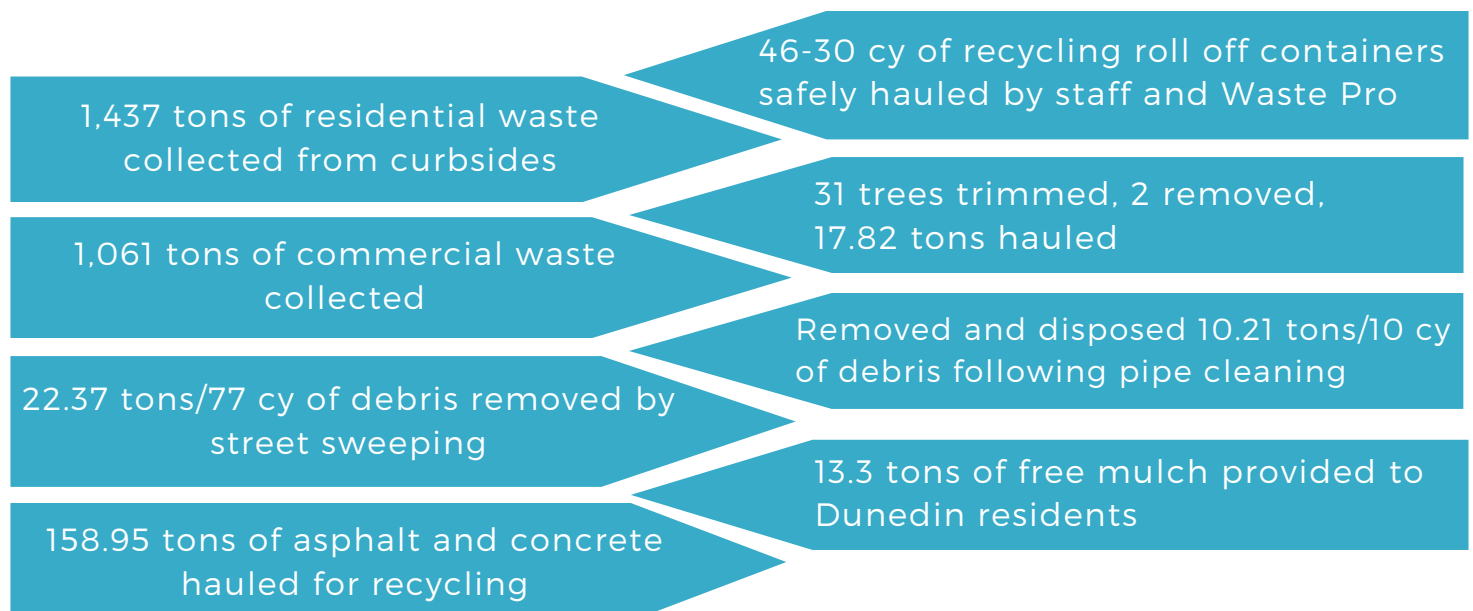 46-30 cy of recycling roll off containers
safely hauled by staff and Waste Pro
1,437 tons of residential waste
collected from curbsides
31 trees trimmed, 2 removed,
17.82 tons hauled
1,061 tons of commercial waste
collected
Removed and disposed 10.21 tons/10 cy
of debris following pipe cleaning
22.37 tons/77 cy of debris removed by
street sweeping
13.3 tons of free mulch provided to
Dunedin residents
158.95 tons of asphalt and concrete
hauled for recycling